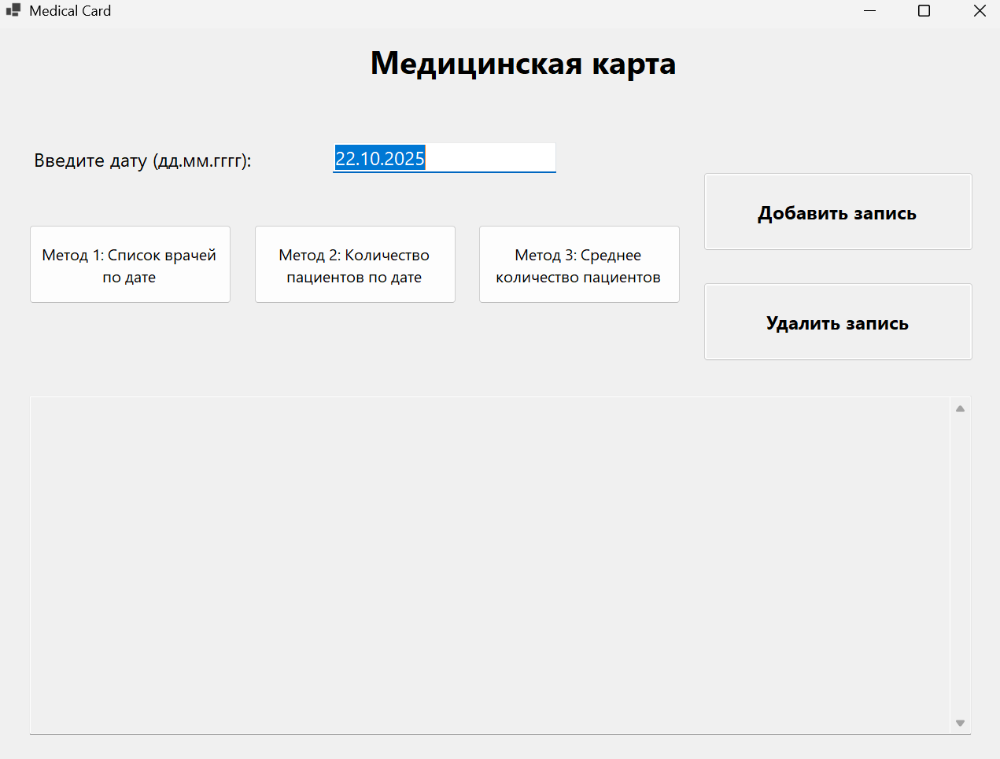 Medical Card
Медицинская карта
Введите дату (дд.мм.гггг):
22.10.2025
Добавить запись
Метод 1: Список врачей
по дате
Метод 2: Количество
пациентов по дате
Метод 3: Среднее
количество пациентов
Удалить запись